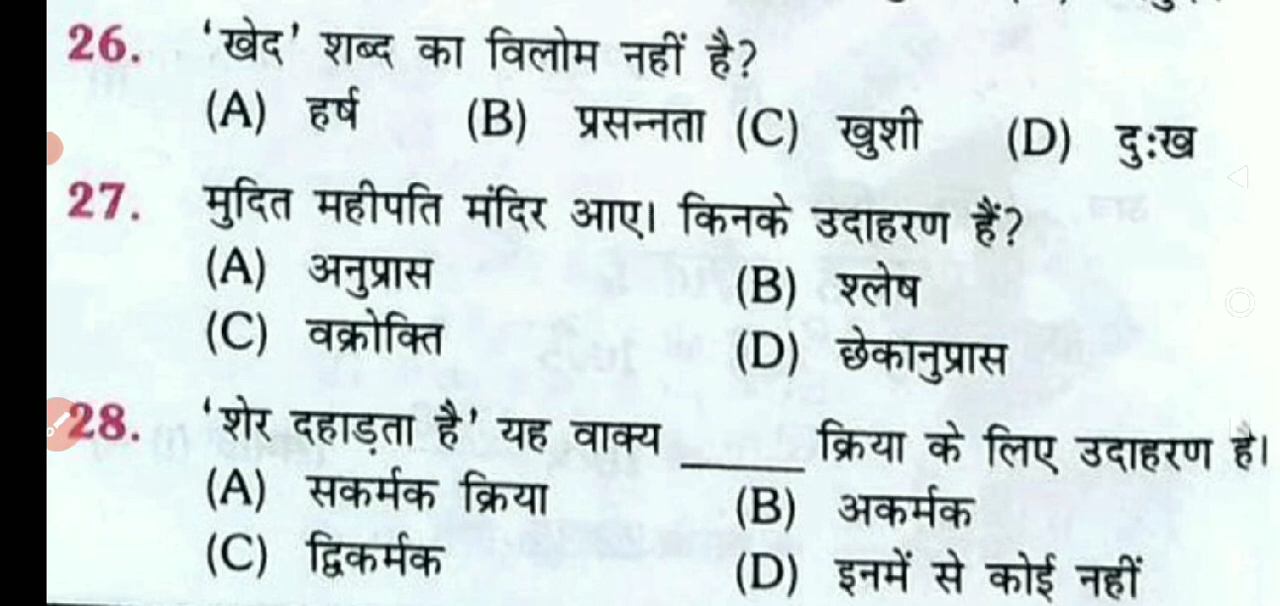 26. ‘खेद’ शब्द का विलोम नहीं है?
(A) हर्ष (B) प्रसन्नता (C) खुशी (D) दुःख
27. मुदित महीपति मंदिर आए। किनके उदाहरण हैं?
(A) अनुप्रास (B) श्लेष
(C) वक्रोक्ति (D) छेकानुप्रास
28. ‘शेर दहाड़ता है’ यह वाक्य _____ क्रिया के लिए उदाहरण है।
(A) सकर्मक क्रिया (B) अकर्मक
(C) द्विकर्मक (D) इनमें से कोई नहीं